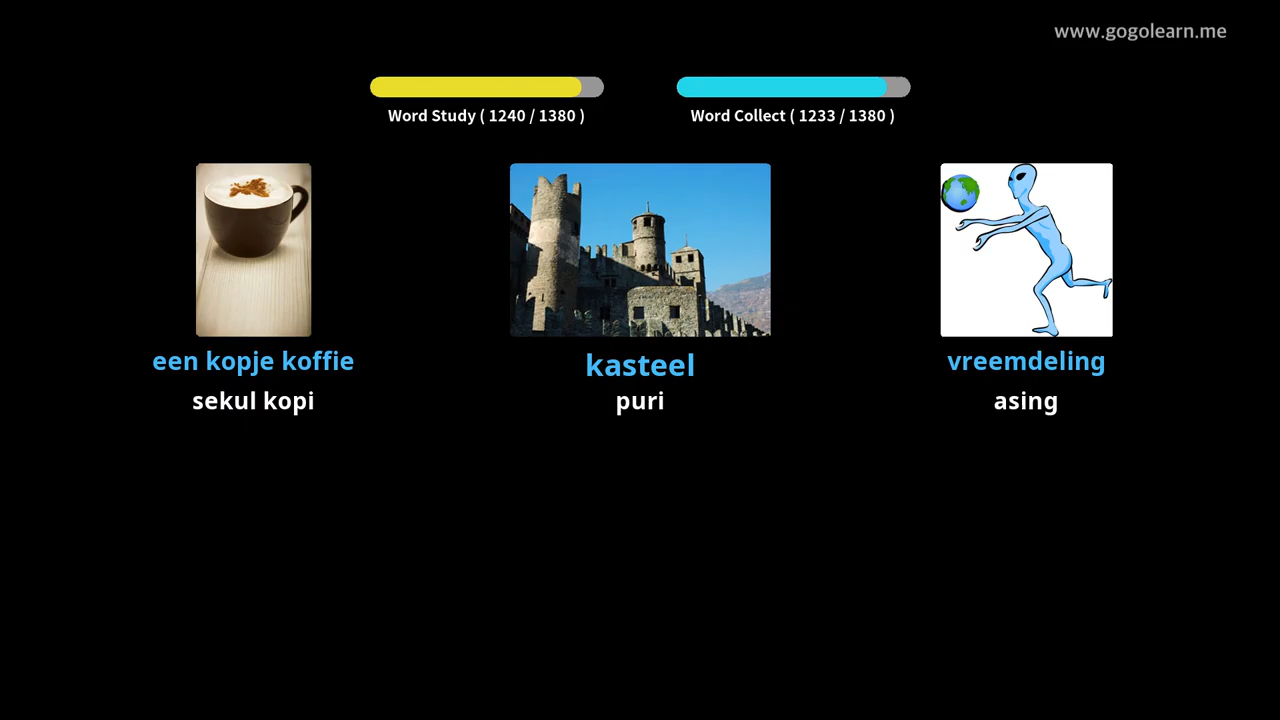 www.gogolearn.me
Word Study ( 1240 / 1380 )
Word Collect ( 1233 / 1380 )
een kopje koffie
kasteel
vreemdeling
sekul kopi
puri
asing